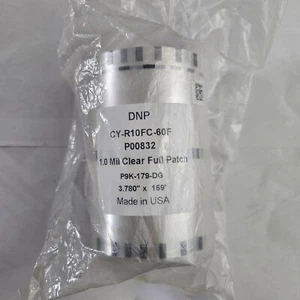 DNP
CY-R10FC-60F
P00832
1.0 Mil Clear Full Patch
P9K-179-DG
3.780" x 159'
Made in USA